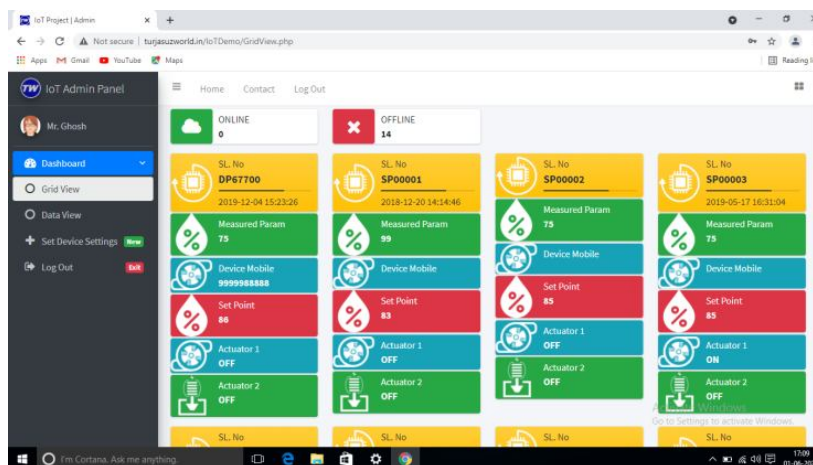 IoT Project | Admin
Not secure | turjasuzworld.in/IoTDemo/GridView.php
Apps Gmail YouTube Maps
Reading
TW IoT Admin Panel
Home Contact Log Out
Mr. Ghosh
Dashboard
Grid View
Data View
Set Device Settings New
Log Out Exit
ONLINE
0
OFFLINE
14
SL. No
DP67700
2019-12-04 15:23:26
Measured Param
75
Device Mobile
9999988888
Set Point
86
Actuator 1
OFF
Actuator 2
OFF
SL. No
SP00001
2018-12-20 14:14:46
Measured Param
99
Device Mobile
Set Point
83
Actuator 1
OFF
Actuator 2
OFF
SL. No
SP00002
Measured Param
75
Device Mobile
Set Point
85
Actuator 1
OFF
Actuator 2
OFF
SL. No
SP00003
2019-05-17 16:31:04
Measured Param
75
Device Mobile
Set Point
85
Actuator 1
ON
Actuator 2
OFF
SL. No
SL. No
SL. No
SL. No
Windows
Go to Settings to activate Windows.
I'm Cortana. Ask me anything.
17:09
01-06-20